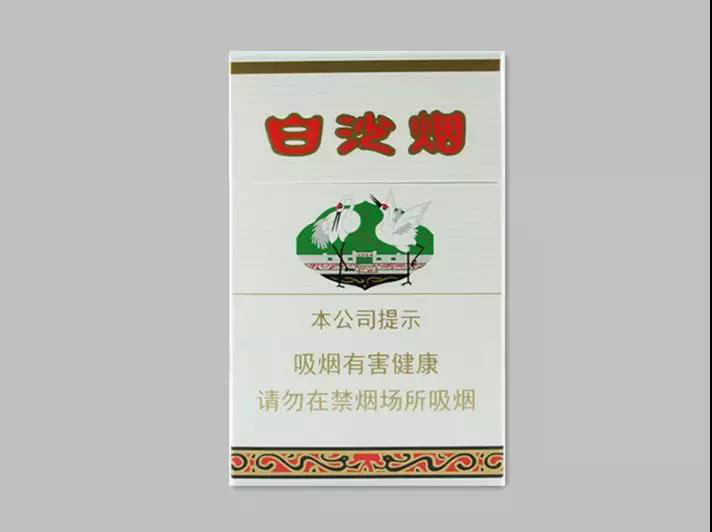 白沙烟
本公司提示
吸烟有害健康
请勿在禁烟场所吸烟